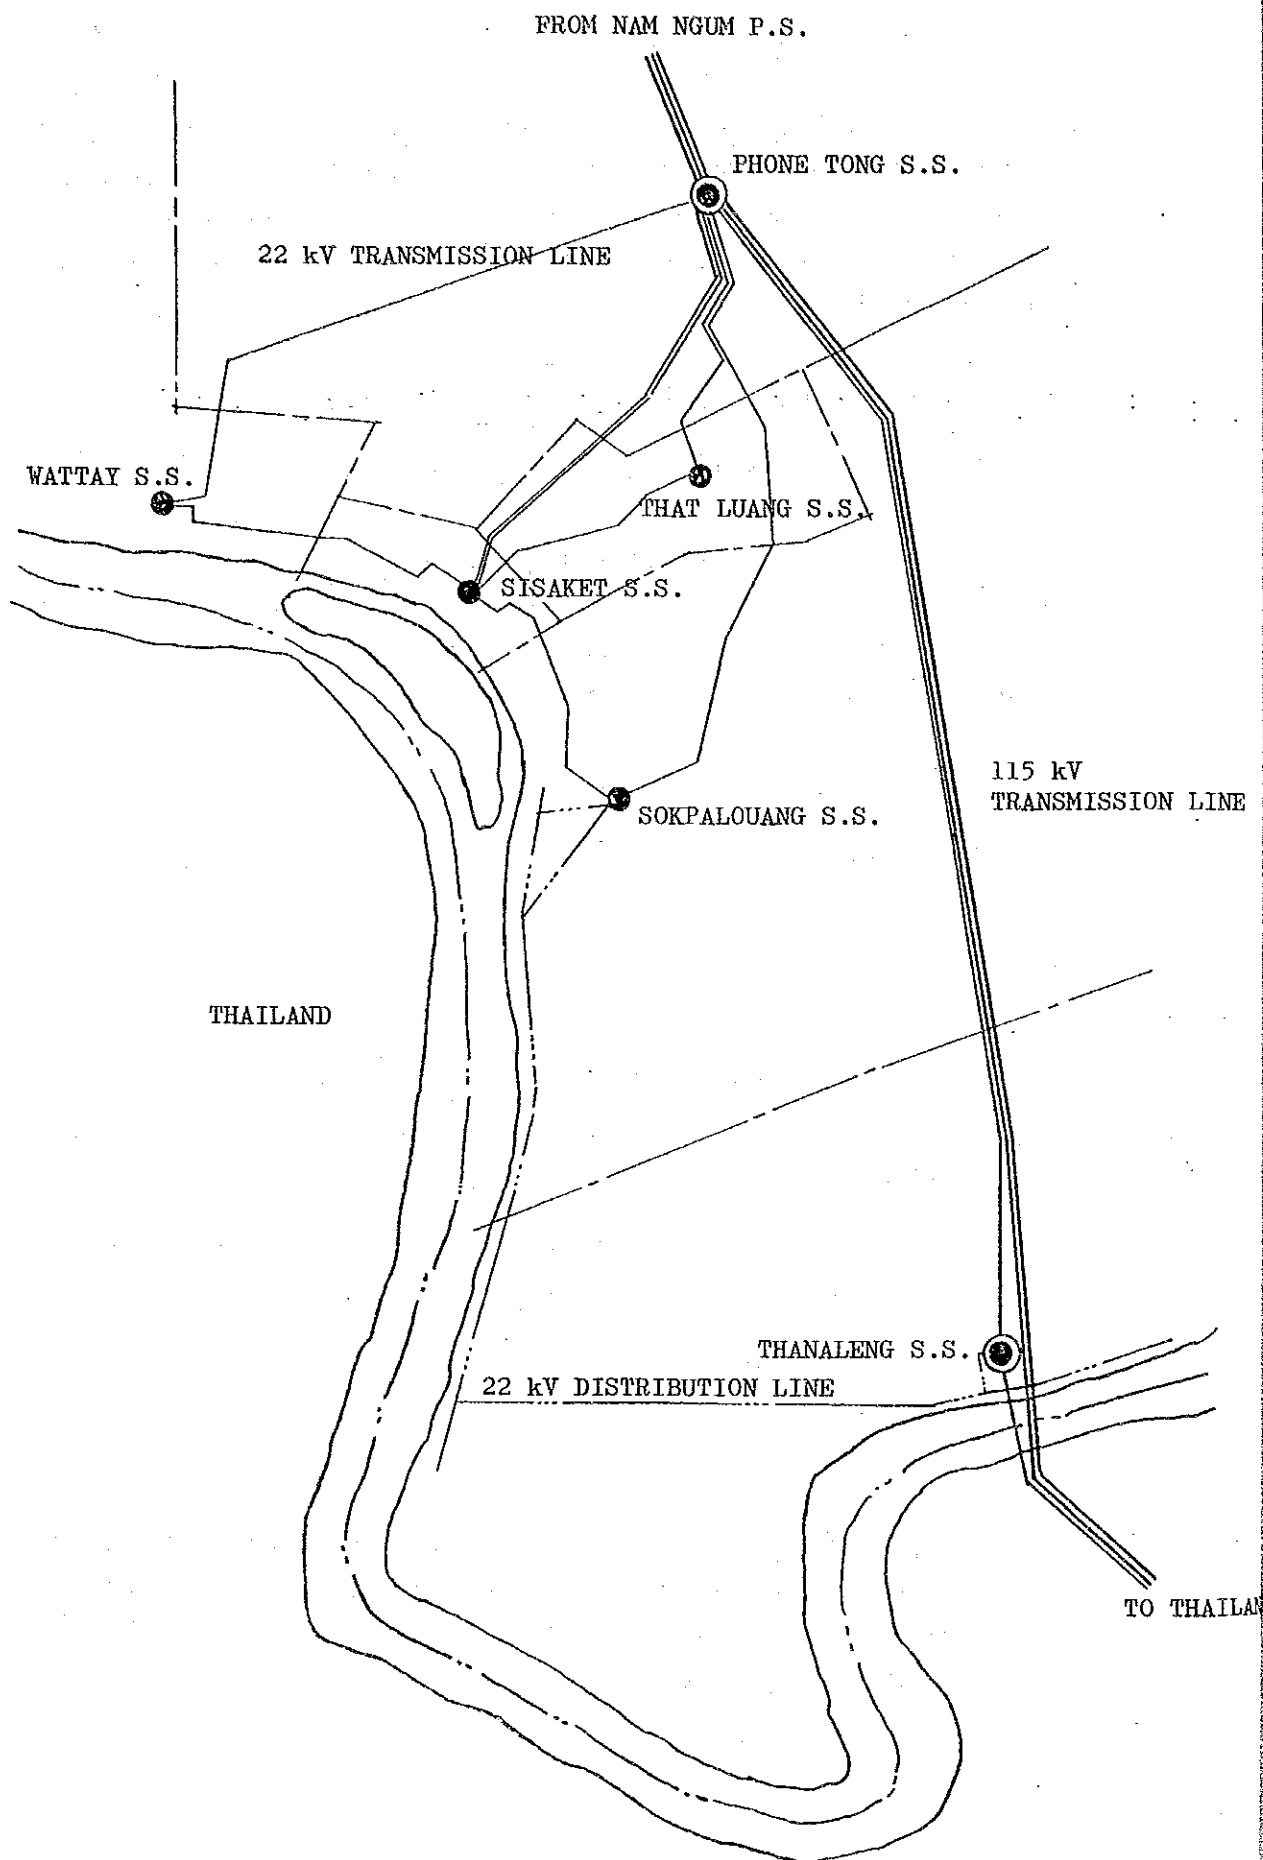 FROM NAM NGUM P.S.
PHONE TONG S.S.
22 kV TRANSMISSION LINE
WATTAY S.S.
THAT LUANG S.S.
SISAKET S.S.
115 kV
TRANSMISSION LINE
SOKPALOUANG S.S.
THAILAND
THANALENG S.S.
22 kV DISTRIBUTION LINE
TO THAILAN